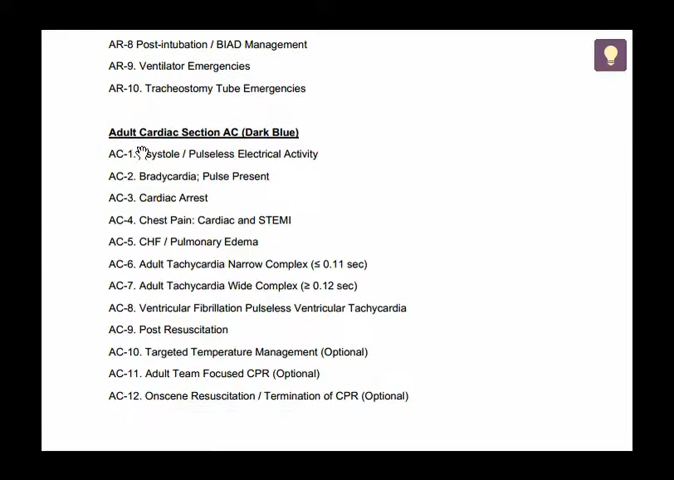 AR-8 Post-intubation / BIAD Management
AR-9. Ventilator Emergencies
AR-10. Tracheostomy Tube Emergencies
Adult Cardiac Section AC (Dark Blue)
AC-1. systole / Pulseless Electrical Activity
AC-2. Bradycardia; Pulse Present
AC-3. Cardiac Arrest
AC-4. Chest Pain: Cardiac and STEMI
AC-5. CHF / Pulmonary Edema
AC-6. Adult Tachycardia Narrow Complex (≤ 0.11 sec)
AC-7. Adult Tachycardia Wide Complex (≥ 0.12 sec)
AC-8. Ventricular Fibrillation Pulseless Ventricular Tachycardia
AC-9. Post Resuscitation
AC-10. Targeted Temperature Management (Optional)
AC-11. Adult Team Focused CPR (Optional)
AC-12. Onscene Resuscitation / Termination of CPR (Optional)